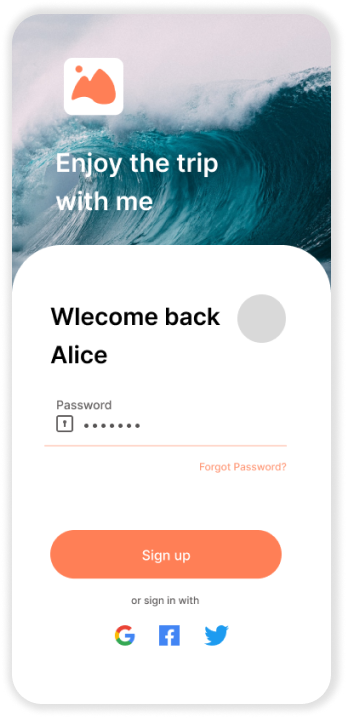 Enjoy the trip
with me
Wlecome back
Alice
Password
•••••••
Forgot Password?
Sign up
or sign in with